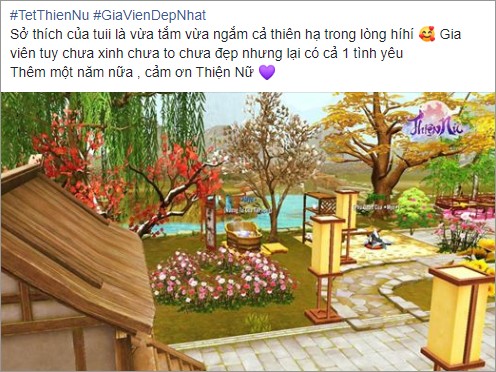 #TetThienNu #GiaVienDepNhat
Sở thích của tuii là vừa tắm vừa ngắm cả thiên hạ trong lòng híhí 🥰 Gia
viên tuy chưa xinh chưa to chưa đẹp nhưng lại có cả 1 tình yêu
Thêm một năm nữa , cảm ơn Thiện Nữ 💜
Thiện Nữ